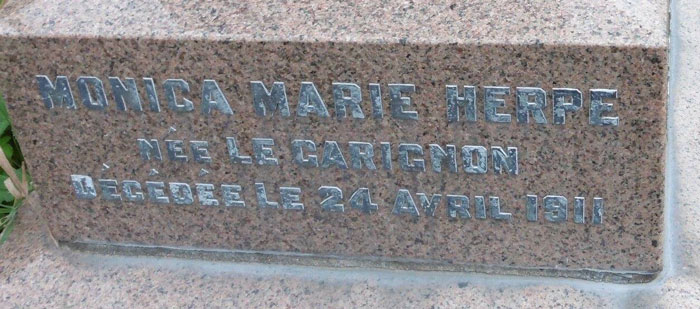 MONICA MARIE HERPE
NÉE LE CARIGNON
DÉCÉDÉE LE 24 AVRIL 1911